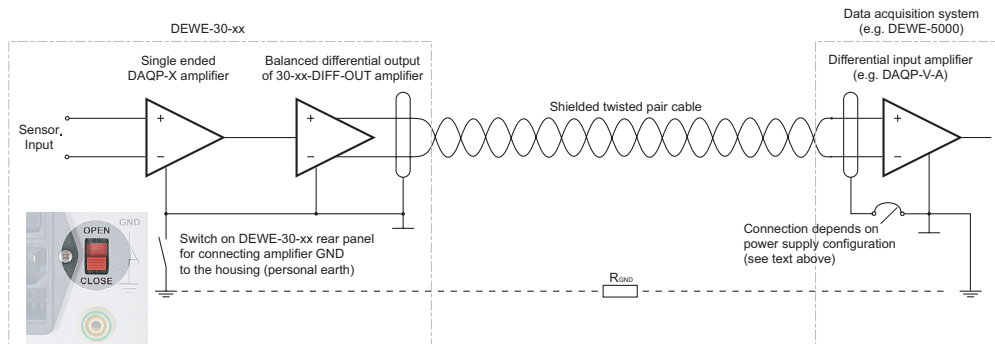 DEWE-30-xx
Data acquisition system
(e.g. DEWE-5000)
Single ended
DAQP-X amplifier
Balanced differential output
of 30-xx-DIFF-OUT amplifier
Differential input amplifier
(e.g. DAQP-V-A)
Shielded twisted pair cable
Sensor
Input
+
−
+
−
+
−
OPEN
GND
CLOSE
Switch on DEWE-30-xx rear panel
for connecting amplifier GND
to the housing (personal earth)
Connection depends on
power supply configuration
(see text above)
RGND